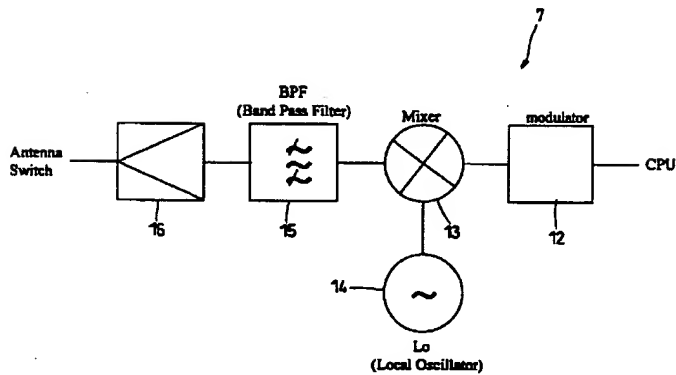 7
BPF
(Band Pass Filter)
Mixer
modulator
Antenna
Switch
CPU
16
15
13
12
14
Lo
(Local Oscillator)